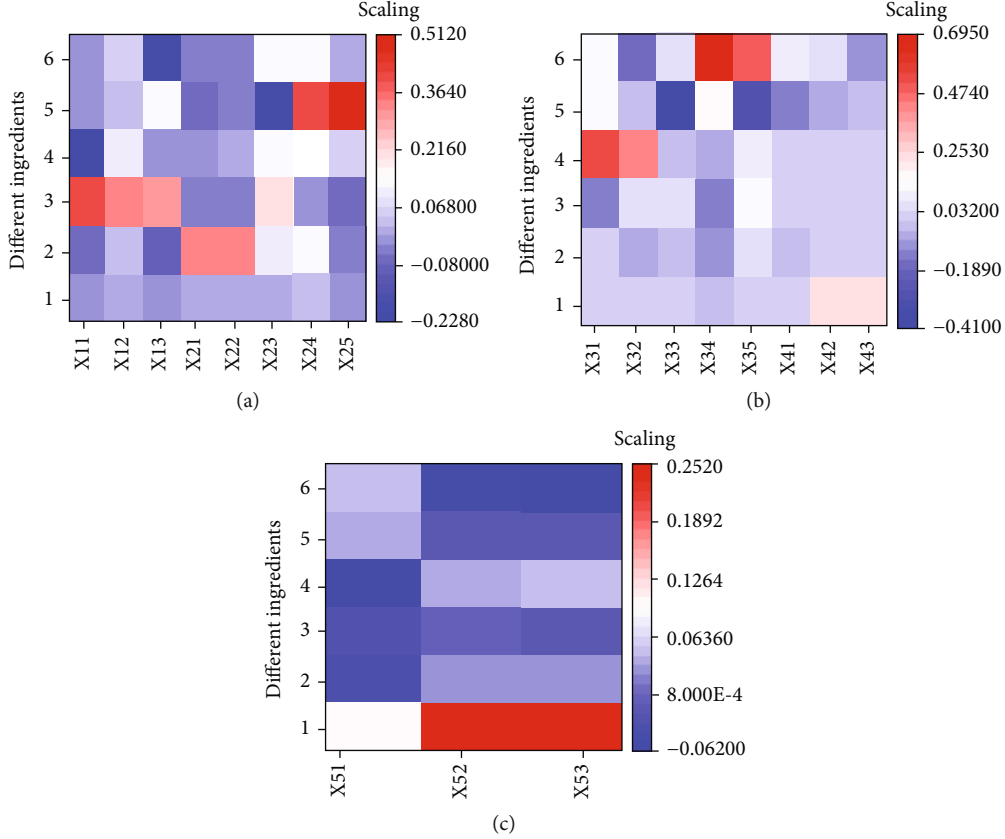 Scaling
Different ingredients
6
5
4
3
2
1
0.5120
0.3640
0.2160
0.06800
−0.08000
−0.2280
X11
X12
X13
X21
X22
X23
X24
X25
(a)
Scaling
Different ingredients
6
5
4
3
2
1
0.6950
0.4740
0.2530
0.03200
−0.1890
−0.4100
X31
X32
X33
X34
X35
X41
X42
X43
(b)
Scaling
Different ingredients
6
5
4
3
2
1
0.2520
0.1892
0.1264
0.06360
8.000E-4
−0.06200
X51
X52
X53
(c)